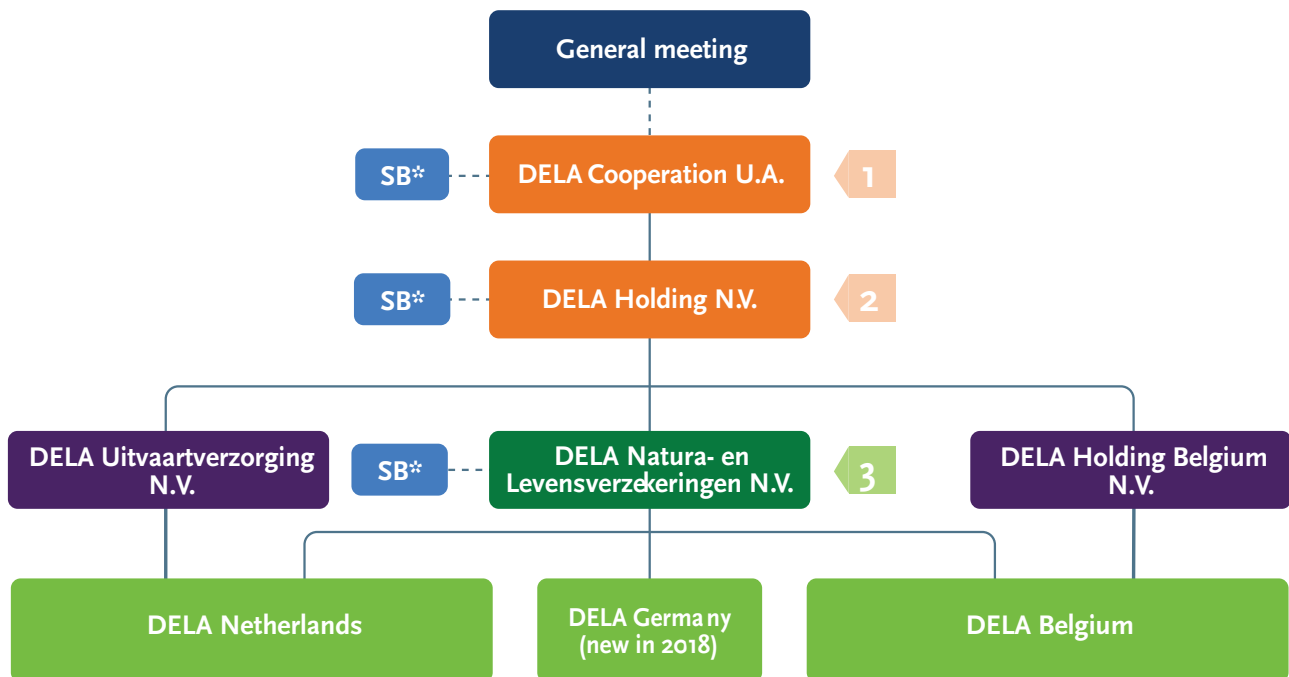 General meeting
SB*
DELA Cooperation U.A.
1
SB*
DELA Holding N.V.
2
DELA Uitvaartverzorging
N.V.
SB*
DELA Natura- en
Levensverzekeringen N.V.
3
DELA Holding Belgium
N.V.
DELA Netherlands
DELA Germany
(new in 2018)
DELA Belgium